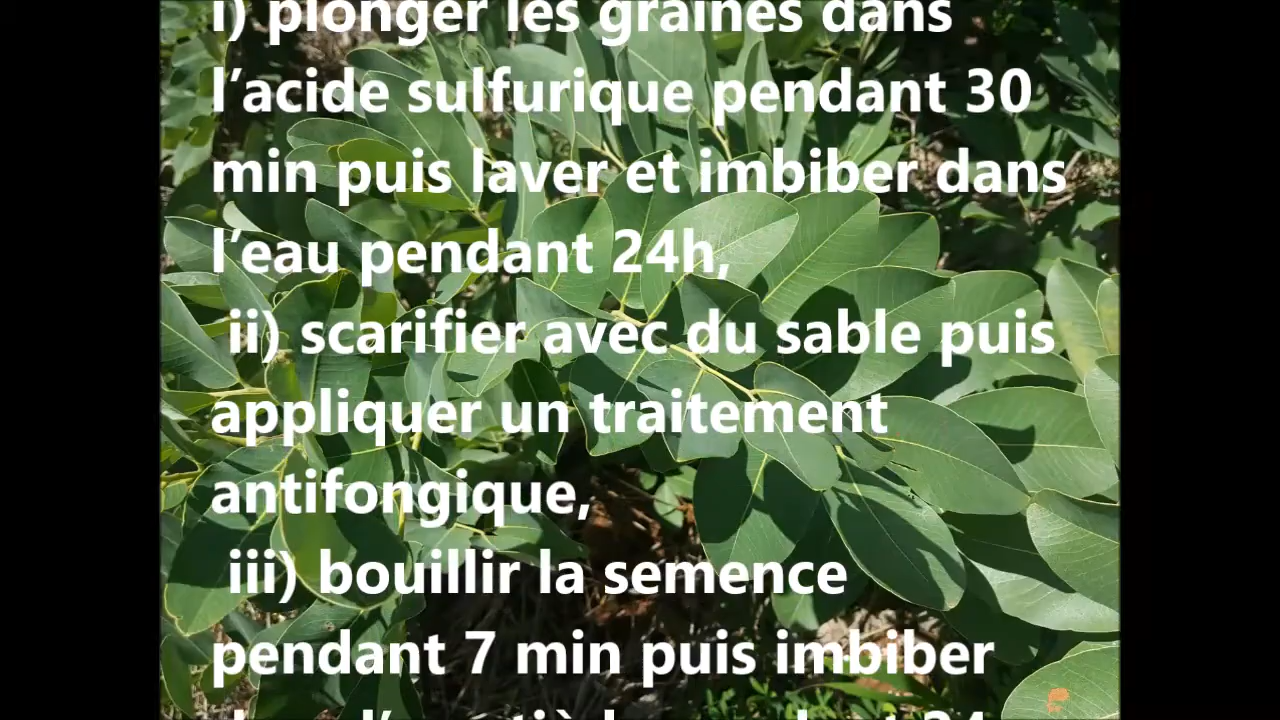 i) plonger les graines dans
l’acide sulfurique pendant 30
min puis laver et imbiber dans
l’eau pendant 24h,
ii) scarifier avec du sable puis
appliquer un traitement
antifongique,
iii) bouillir la semence
pendant 7 min puis imbiber